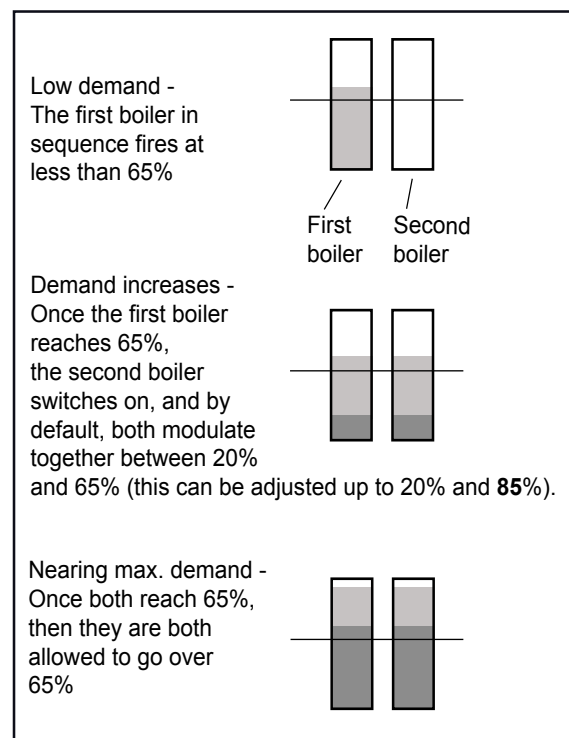 Low demand -
The first boiler in
sequence fires at
less than 65%
First
boiler
Second
boiler
Demand increases -
Once the first boiler
reaches 65%,
the second boiler
switches on, and by
default, both modulate
together between 20%
and 65% (this can be adjusted up to 20% and 85%).
Nearing max. demand -
Once both reach 65%,
then they are both
allowed to go over
65%